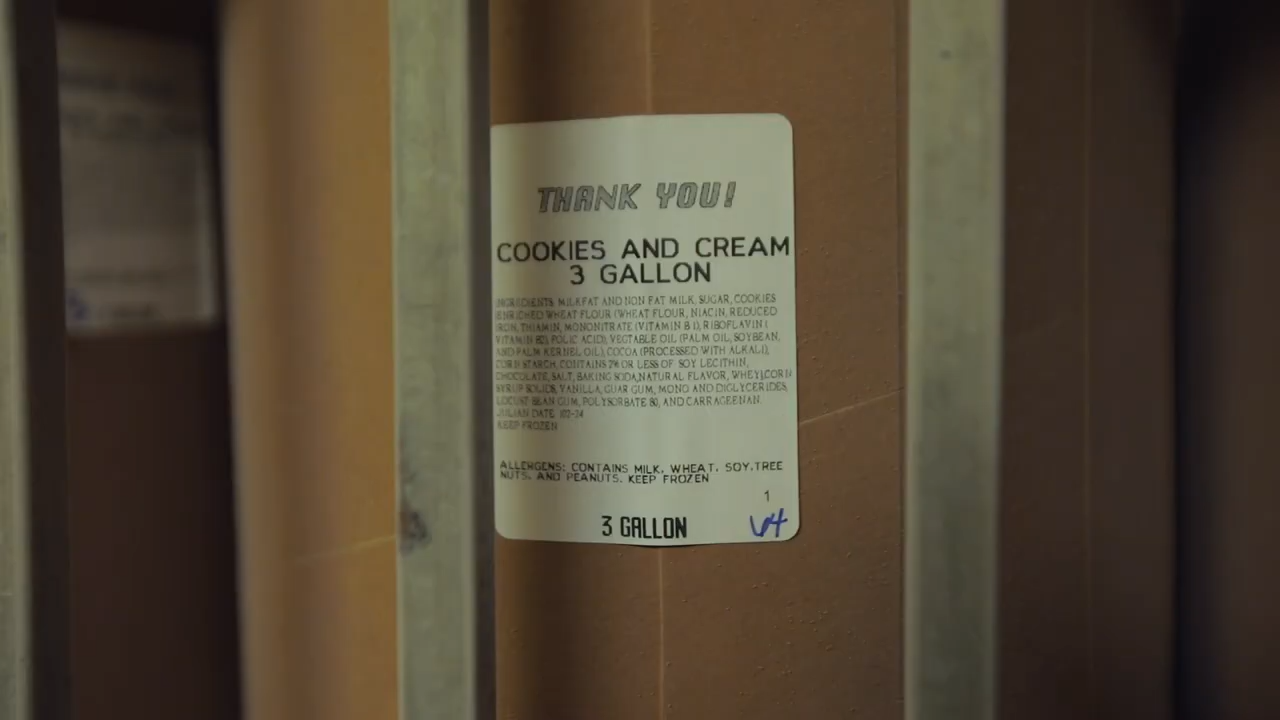 THANK YOU!
COOKIES AND CREAM
3 GALLON
INGREDIENTS: MILKFAT AND NON FAT MILK, SUGAR, COOKIES
(ENRICHED WHEAT FLOUR (WHEAT FLOUR, NIACIN, REDUCED
IRON, THIAMIN, MONONITRATE (VITAMIN B 1), RIBOFLAVIN (
VITAMIN B2), FOLIC ACID), VEGTABLE OIL (PALM OIL, SOYBEAN,
AND PALM KERNEL OIL), COCOA (PROCESSED WITH ALKALI),
CORN STARCH, CONTAINS 2% OR LESS OF SOY LECITHIN,
CHOCOLATE, SALT, BAKING SODA,NATURAL FLAVOR, WHEY),CORN
SYRUP SOLIDS, VANILLA, GUAR GUM, MONO AND DIGLYCERIDES,
LOCUST BEAN GUM, POLYSORBATE 80, AND CARRAGEENAN.
JULIAN DATE 102-24
KEEP FROZEN
ALLERGENS: CONTAINS MILK, WHEAT, SOY,TREE
NUTS, AND PEANUTS. KEEP FROZEN
1
3 GALLON